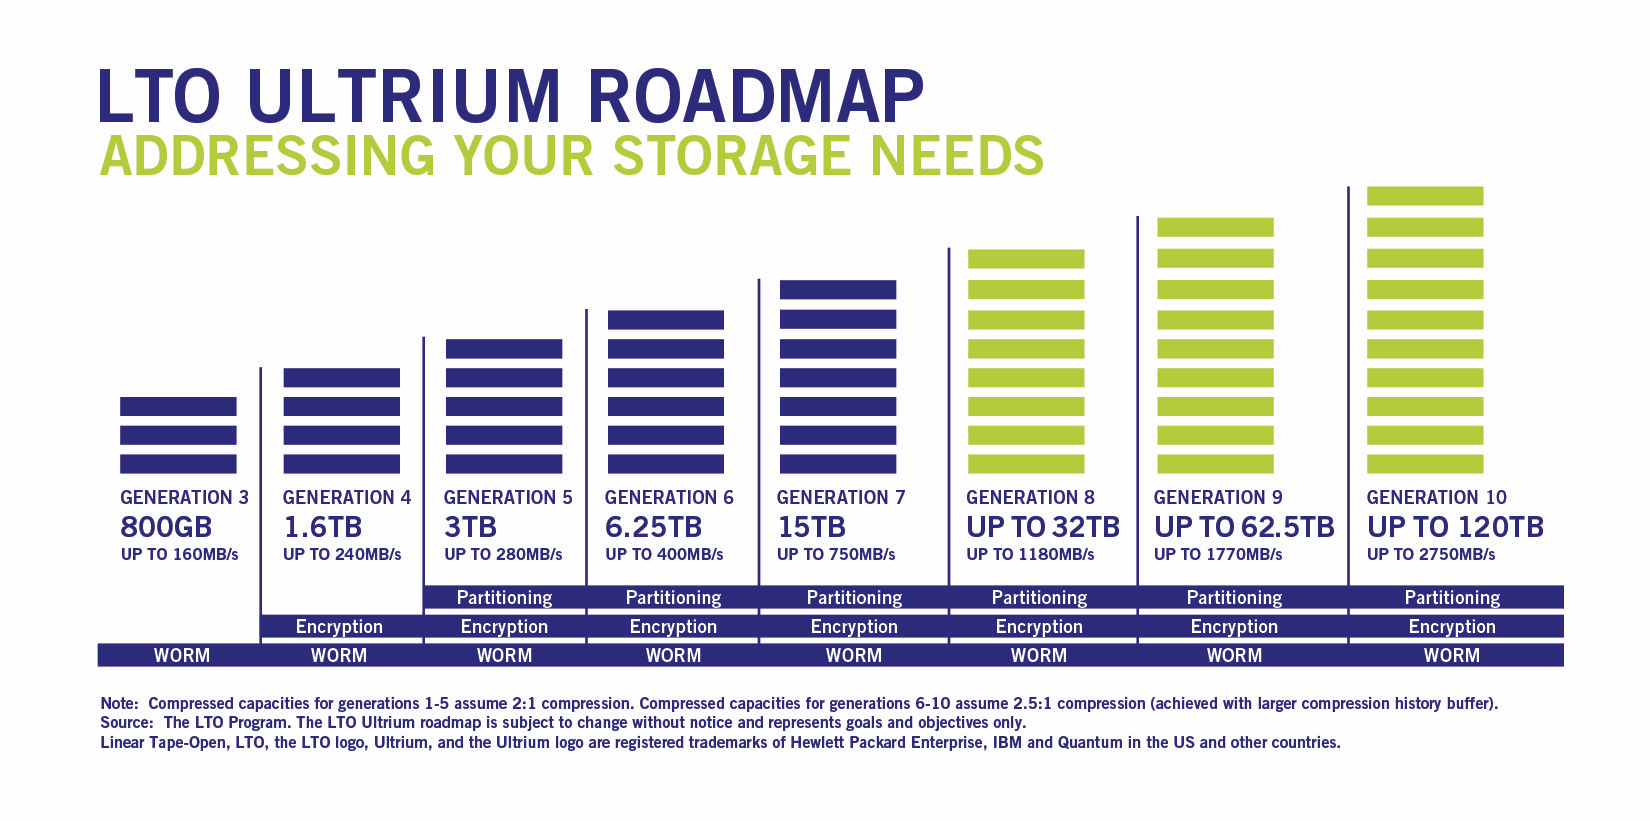 LTO ULTRIUM ROADMAP
ADDRESSING YOUR STORAGE NEEDS
GENERATION 3
800GB
UP TO 160MB/s
GENERATION 4
1.6TB
UP TO 240MB/s
GENERATION 5
3TB
UP TO 280MB/s
GENERATION 6
6.25TB
UP TO 400MB/s
GENERATION 7
15TB
UP TO 750MB/s
GENERATION 8
UP TO 32TB
UP TO 1180MB/s
GENERATION 9
UP TO 62.5TB
UP TO 1770MB/s
GENERATION 10
UP TO 120TB
UP TO 2750MB/s
Partitioning Partitioning Partitioning Partitioning Partitioning Partitioning
Encryption Encryption Encryption Encryption Encryption Encryption Encryption
WORM WORM WORM WORM WORM WORM WORM WORM
Note: Compressed capacities for generations 1-5 assume 2:1 compression. Compressed capacities for generations 6-10 assume 2.5:1 compression (achieved with larger compression history buffer).
Source: The LTO Program. The LTO Ultrium roadmap is subject to change without notice and represents goals and objectives only.
Linear Tape-Open, LTO, the LTO logo, Ultrium, and the Ultrium logo are registered trademarks of Hewlett Packard Enterprise, IBM and Quantum in the US and other countries.